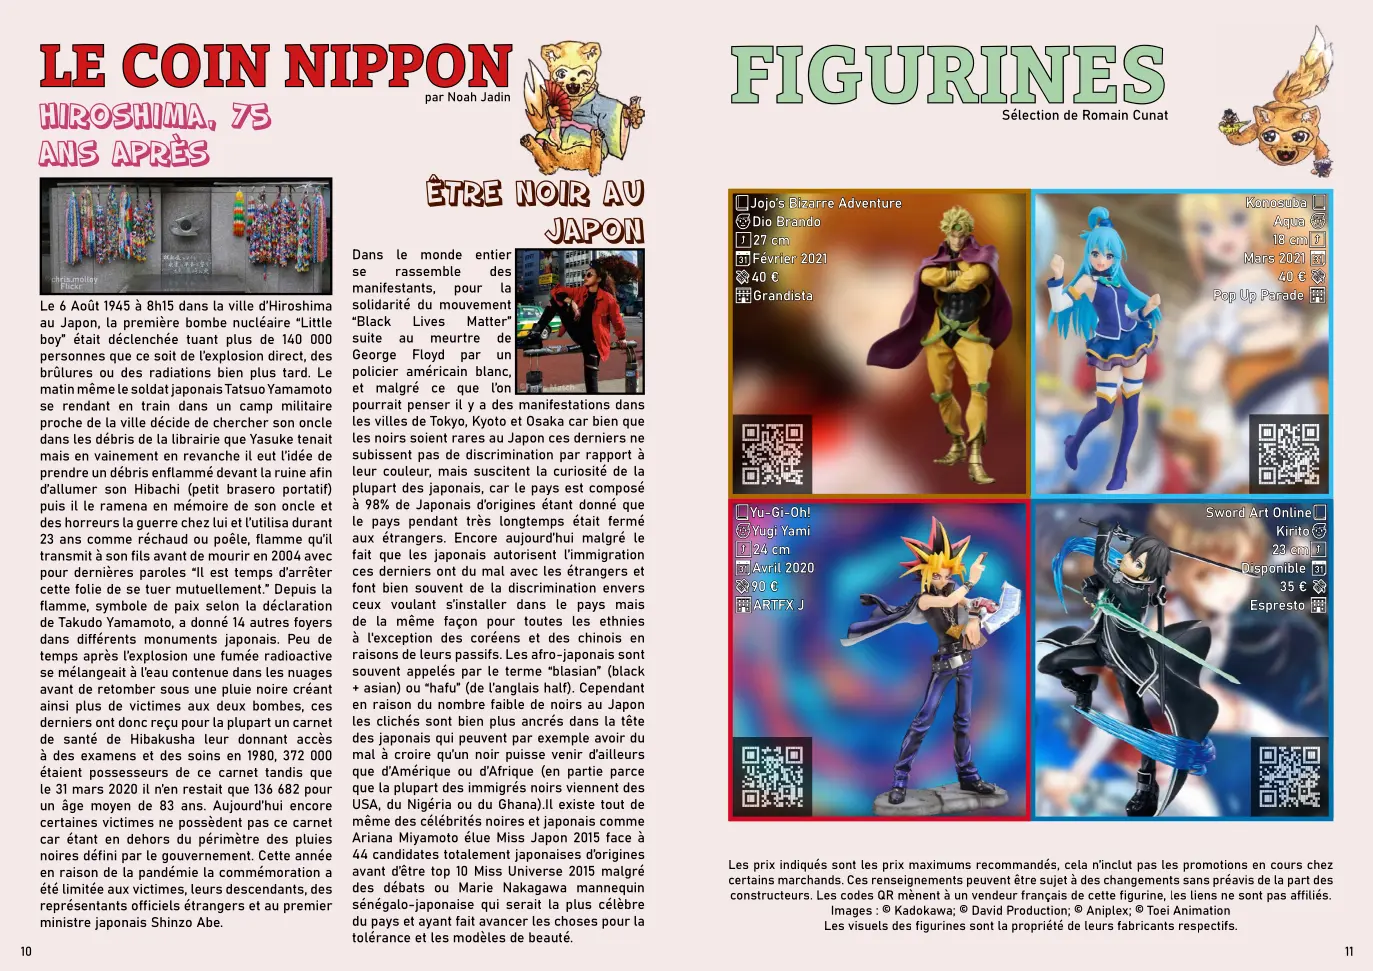 LE COIN NIPPON
par Noah Jadin
HIROSHIMA, 75
ANS APRÈS
chris_molloy
Flickr
Le 6 Août 1945 à 8h15 dans la ville d'Hiroshima
au Japon, la première bombe nucléaire “Little
boy” était déclenchée tuant plus de 140 000
personnes que ce soit de l'explosion direct, des
brûlures ou des radiations bien plus tard. Le
matin même le soldat japonais Tatsuo Yamamoto
se rendant en train dans un camp militaire
proche de la ville décide de chercher son oncle
dans les débris de la librairie que Yasuke tenait
mais en vainement en revanche il eut l'idée de
prendre un débris enflammé devant la ruine afin
d'allumer son Hibachi (petit brasero portatif)
puis il le ramena en mémoire de son oncle et
des horreurs la guerre chez lui et l'utilisa durant
23 ans comme réchaud ou poêle, flamme qu'il
transmit à son fils avant de mourir en 2004 avec
pour dernières paroles “Il est temps d'arrêter
cette folie de se tuer mutuellement.” Depuis la
flamme, symbole de paix selon la déclaration
de Takudo Yamamoto, a donné 14 autres foyers
dans différents monuments japonais. Peu de
temps après l'explosion une fumée radioactive
se mélangeait à l'eau contenue dans les nuages
avant de retomber sous une pluie noire créant
ainsi plus de victimes aux deux bombes, ces
derniers ont donc reçu pour la plupart un carnet
de santé de Hibakusha leur donnant accès
à des examens et des soins en 1980, 372 000
étaient possesseurs de ce carnet tandis que
le 31 mars 2020 il n'en restait que 136 682 pour
un âge moyen de 83 ans. Aujourd'hui encore
certaines victimes ne possèdent pas ce carnet
car étant en dehors du périmètre des pluies
noires défini par le gouvernement. Cette année
en raison de la pandémie la commémoration a
été limitée aux victimes, leurs descendants, des
représentants officiels étrangers et au premier
ministre japonais Shinzo Abe.
ÊTRE NOIR AU
JAPON
Dans le monde entier
se rassemble des
manifestants, pour la
solidarité du mouvement
“Black Lives Matter”
suite au meurtre de
George Floyd par un
policier américain blanc,
et malgré ce que l'on
pourrait penser il y a des manifestations dans
les villes de Tokyo, Kyoto et Osaka car bien que
les noirs soient rares au Japon ces derniers ne
subissent pas de discrimination par rapport à
leur couleur, mais suscitent la curiosité de la
plupart des japonais, car le pays est composé
à 98% de Japonais d'origines étant donné que
le pays pendant très longtemps était fermé
aux étrangers. Encore aujourd'hui malgré le
fait que les japonais autorisent l'immigration
ces derniers ont du mal avec les étrangers et
font bien souvent de la discrimination envers
ceux voulant s'installer dans le pays mais
de la même façon pour toutes les ethnies
à l'exception des coréens et des chinois en
raisons de leurs passifs. Les afro-japonais sont
souvent appelés par le terme “blasian” (black
+ asian) ou “hafu” (de l'anglais half). Cependant
en raison du nombre faible de noirs au Japon
les clichés sont bien plus ancrés dans la tête
des japonais qui peuvent par exemple avoir du
mal à croire qu'un noir puisse venir d'ailleurs
que d'Amérique ou d'Afrique (en partie parce
que la plupart des immigrés noirs viennent des
USA, du Nigéria ou du Ghana).Il existe tout de
même des célébrités noires et japonais comme
Ariana Miyamoto élue Miss Japon 2015 face à
44 candidates totalement japonaises d'origines
avant d'être top 10 Miss Universe 2015 malgré
des débats ou Marie Nakagawa mannequin
sénégalo-japonaise qui serait la plus célèbre
du pays et ayant fait avancer les choses pour la
tolérance et les modèles de beauté.
10
FIGURINES
Sélection de Romain Cunat
Jojo's Bizarre Adventure
Dio Brando
27 cm
Février 2021
40 €
Grandista
Konosuba
Aqua
18 cm
Mars 2021
40 €
Pop Up Parade
Yu-Gi-Oh!
Yugi Yami
24 cm
Avril 2020
90 €
ARTFX J
Sword Art Online
Kirito
23 cm
Disponible
35 €
Espresto
Les prix indiqués sont les prix maximums recommandés, cela n'inclut pas les promotions en cours chez
certains marchands. Ces renseignements peuvent être sujet à des changements sans préavis de la part des
constructeurs. Les codes QR mènent à un vendeur français de cette figurine, les liens ne sont pas affiliés.
Images : © Kadokawa; © David Production; © Aniplex; © Toei Animation
Les visuels des figurines sont la propriété de leurs fabricants respectifs.
11